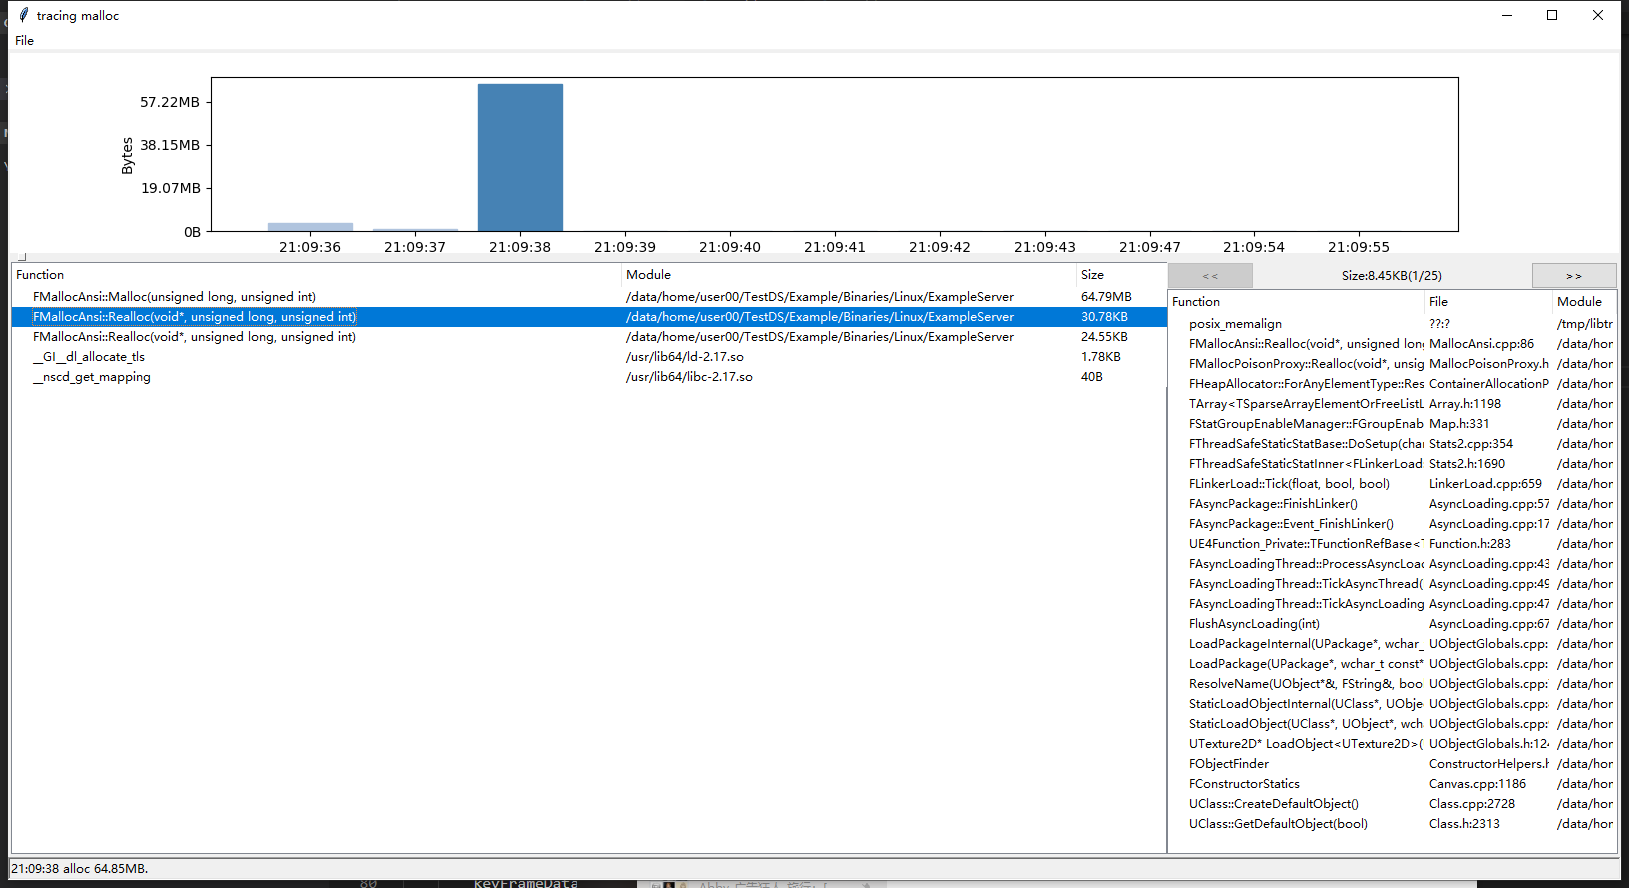 tracing malloc
File
57.22MB
38.15MB
19.07MB
0B
Bytes
21:09:36 21:09:37 21:09:38 21:09:39 21:09:40 21:09:41 21:09:42 21:09:43 21:09:47 21:09:54 21:09:55
Function Module Size
FMallocAnsi::Malloc(unsigned long, unsigned int) /data/home/user00/TestDS/Example/Binaries/Linux/ExampleServer 64.79MB
FMallocAnsi::Realloc(void*, unsigned long, unsigned int) /data/home/user00/TestDS/Example/Binaries/Linux/ExampleServer 30.78KB
FMallocAnsi::Realloc(void*, unsigned long, unsigned int) /data/home/user00/TestDS/Example/Binaries/Linux/ExampleServer 24.55KB
__GI__dl_allocate_tls /usr/lib64/ld-2.17.so 1.78KB
__nscd_get_mapping /usr/lib64/libc-2.17.so 40B
<< Size:8.45KB(1/25) >>
Function File Module
posix_memalign ??:? /tmp/libtr
FMallocAnsi::Realloc(void*, unsigned long MallocAnsi.cpp:86 /data/hor
FMallocPoisonProxy::Realloc(void*, unsig MallocPoisonProxy.h /data/hor
FHeapAllocator::ForAnyElementType::Res ContainerAllocationP /data/hor
TArray<TSparseArrayElementOrFreeListL Array.h:1198 /data/hor
FStatGroupEnableManager::FGroupEnab Map.h:331 /data/hor
FThreadSafeStaticStatBase::DoSetup(char Stats2.cpp:354 /data/hor
FThreadSafeStaticStatInner<FLinkerLoad Stats2.h:1690 /data/hor
FLinkerLoad::Tick(float, bool, bool) LinkerLoad.cpp:659 /data/hor
FAsyncPackage::FinishLinker() AsyncLoading.cpp:57 /data/hor
FAsyncPackage::Event_FinishLinker() AsyncLoading.cpp:17 /data/hor
UE4Function_Private::TFunctionRefBase<T Function.h:283 /data/hor
FAsyncLoadingThread::ProcessAsyncLoad AsyncLoading.cpp:43 /data/hor
FAsyncLoadingThread::TickAsyncThread( AsyncLoading.cpp:49 /data/hor
FAsyncLoadingThread::TickAsyncLoading AsyncLoading.cpp:47 /data/hor
FlushAsyncLoading(int) AsyncLoading.cpp:67 /data/hor
LoadPackageInternal(UPackage*, wchar_ UObjectGlobals.cpp: /data/hor
LoadPackage(UPackage*, wchar_t const* UObjectGlobals.cpp: /data/hor
ResolveName(UObject*&, FString&, boo UObjectGlobals.cpp: /data/hor
StaticLoadObjectInternal(UClass*, UObje UObjectGlobals.cpp: /data/hor
StaticLoadObject(UClass*, UObject*, wch UObjectGlobals.cpp: /data/hor
UTexture2D* LoadObject<UTexture2D>( UObjectGlobals.h:124 /data/hor
FObjectFinder ConstructorHelpers.h /data/hor
FConstructorStatics Canvas.cpp:1186 /data/hor
UClass::CreateDefaultObject() Class.cpp:2728 /data/hor
UClass::GetDefaultObject(bool) Class.h:2313 /data/hor
21:09:38 alloc 64.85MB.
80 keyFrameData